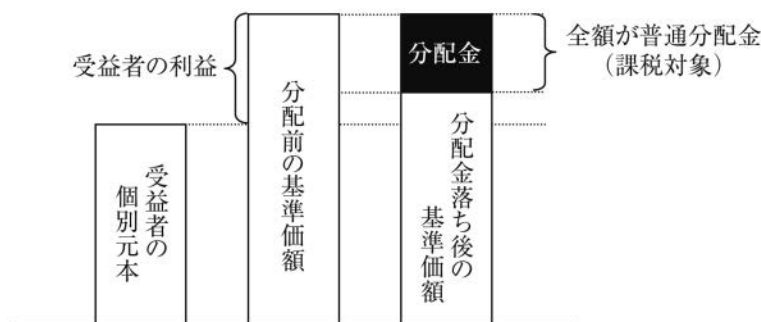 受益者の利益
受益者の
個別元本
分配前の基準価額
分配金
分配金落ち後の
基準価額
全額が普通分配金
（課税対象）